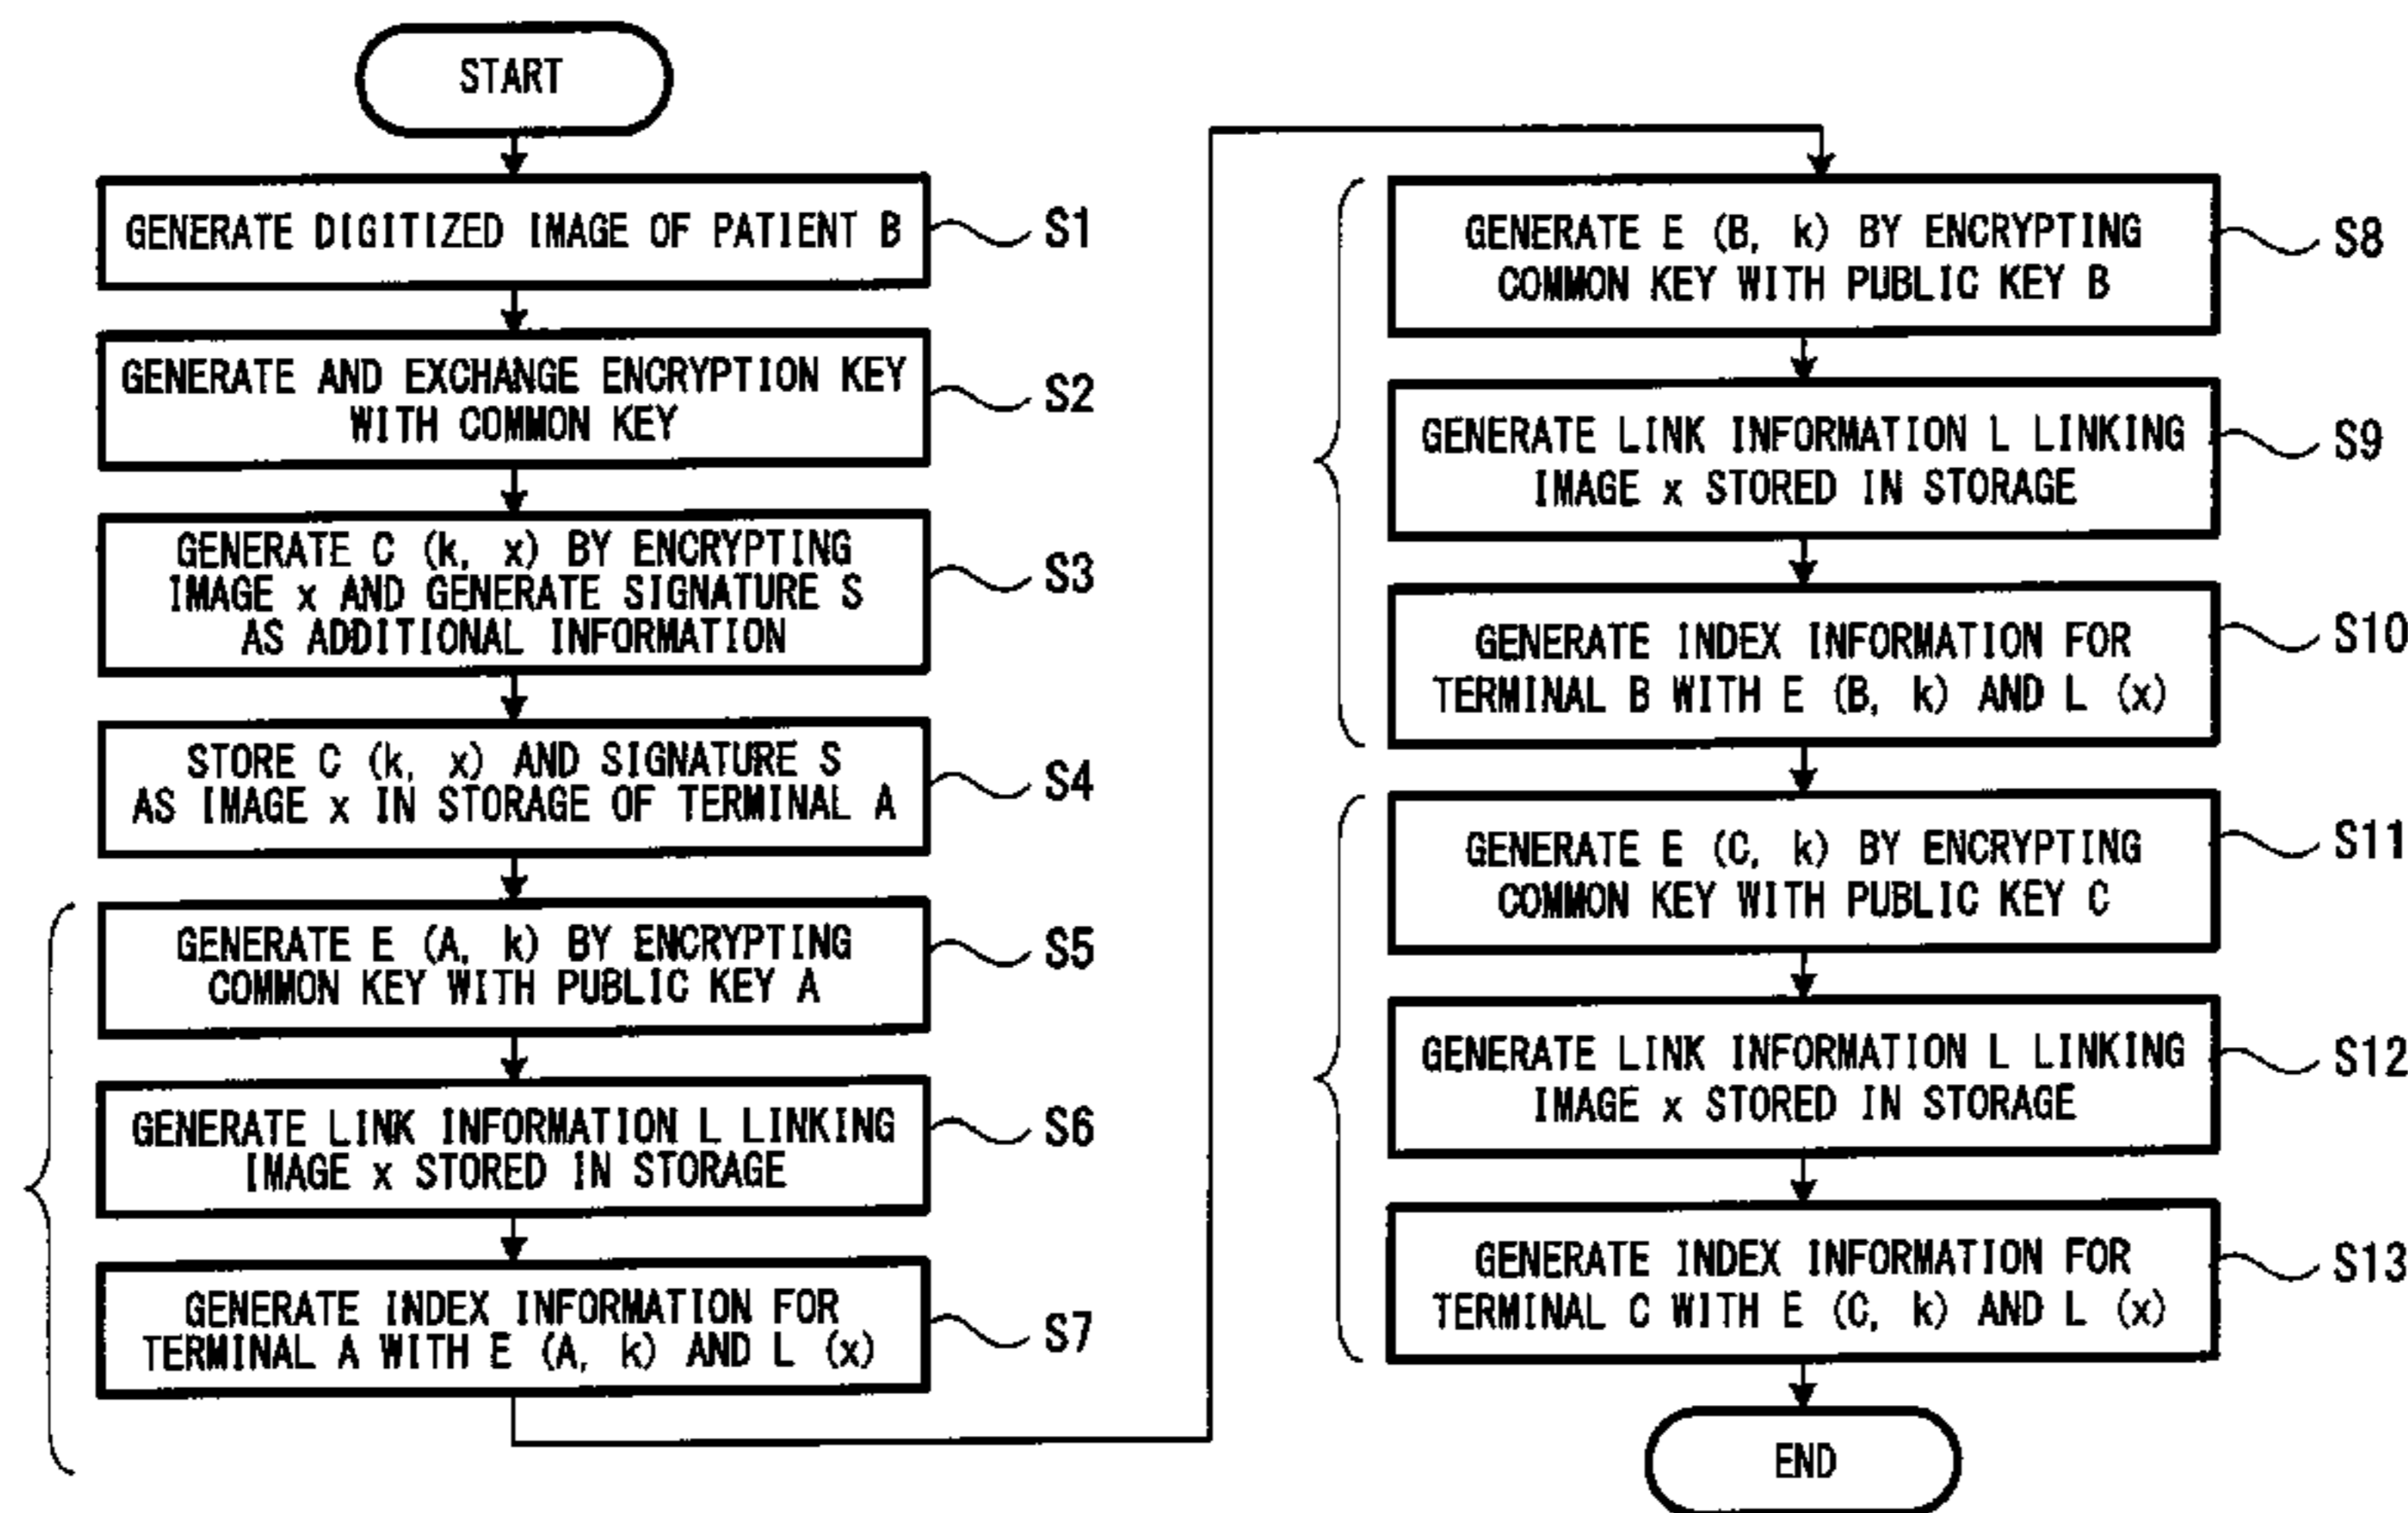 START
GENERATE DIGITIZED IMAGE OF PATIENT B
S1
GENERATE AND EXCHANGE ENCRYPTION KEY
WITH COMMON KEY
S2
GENERATE C (k, x) BY ENCRYPTING
IMAGE x AND GENERATE SIGNATURE S
AS ADDITIONAL INFORMATION
S3
STORE C (k, x) AND SIGNATURE S
AS IMAGE x IN STORAGE OF TERMINAL A
S4
GENERATE E (A, k) BY ENCRYPTING
COMMON KEY WITH PUBLIC KEY A
S5
GENERATE LINK INFORMATION L LINKING
IMAGE x STORED IN STORAGE
S6
GENERATE INDEX INFORMATION FOR
TERMINAL A WITH E (A, k) AND L (x)
S7
GENERATE E (B, k) BY ENCRYPTING
COMMON KEY WITH PUBLIC KEY B
S8
GENERATE LINK INFORMATION L LINKING
IMAGE x STORED IN STORAGE
S9
GENERATE INDEX INFORMATION FOR
TERMINAL B WITH E (B, k) AND L (x)
S10
GENERATE E (C, k) BY ENCRYPTING
COMMON KEY WITH PUBLIC KEY C
S11
GENERATE LINK INFORMATION L LINKING
IMAGE x STORED IN STORAGE
S12
GENERATE INDEX INFORMATION FOR
TERMINAL C WITH E (C, k) AND L (x)
S13
END